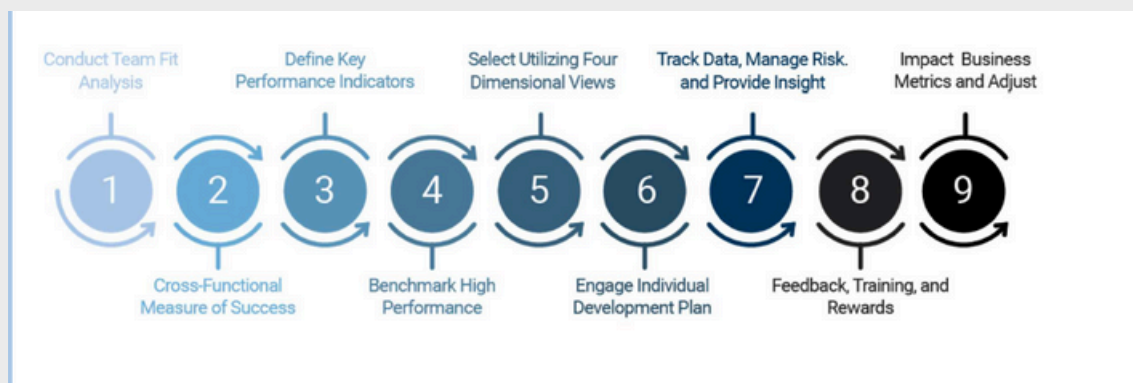 Conduct Team Fit
Analysis
Define Key
Performance Indicators
Select Utilizing Four
Dimensional Views
Track Data, Manage Risk.
and Provide Insight
Impact Business
Metrics and Adjust
1
2
3
4
5
6
7
8
9
Cross-Functional
Measure of Success
Benchmark High
Performance
Engage Individual
Development Plan
Feedback, Training, and
Rewards